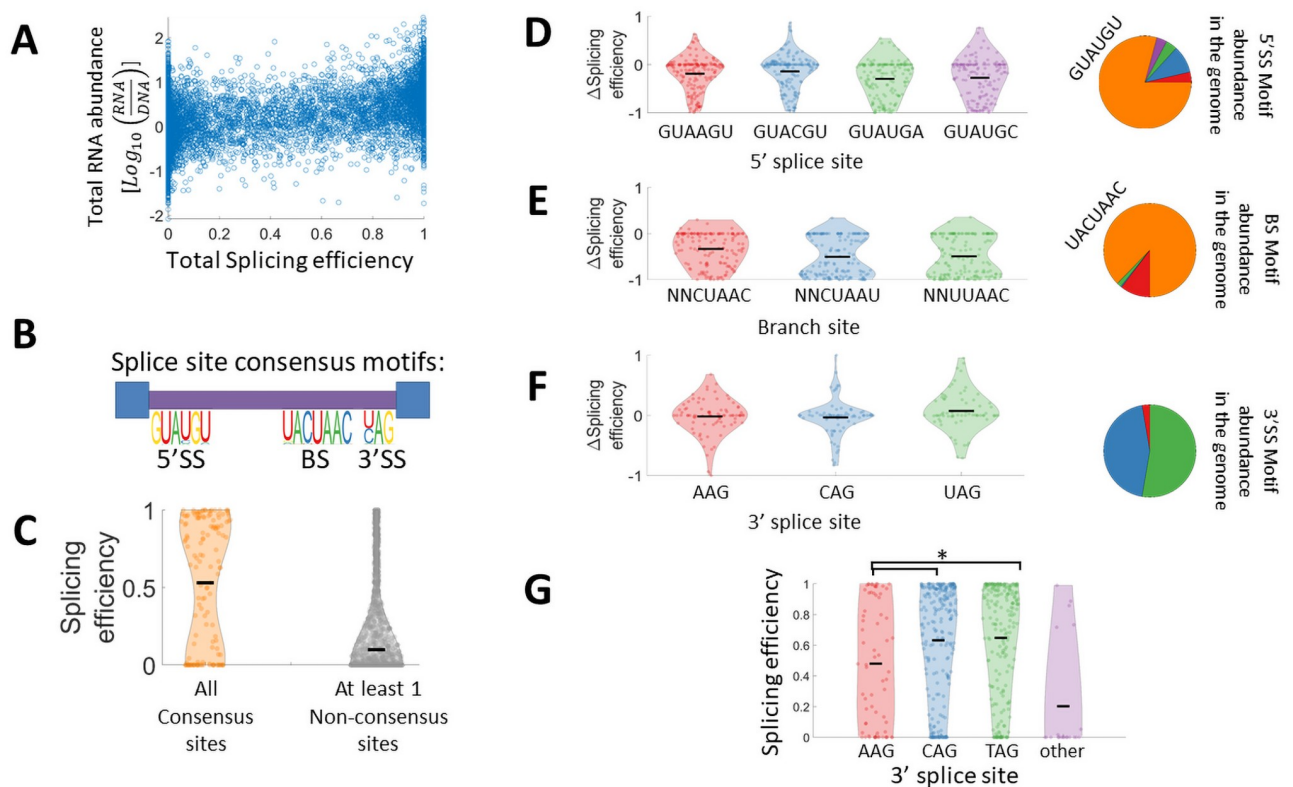 A
Total RNA abundance
[Log10 (RNA/DNA)]
2
1
0
-1
-2
0
0.2
0.4
0.6
0.8
1
Total Splicing efficiency
B
Splice site consensus motifs:
GUAUGU
UACUAAC
UAG
C
5'SS
BS
3'SS
C
Splicing
efficiency
1
0.5
0
All
Consensus
sites
At least 1
Non-consensus
sites
D
ΔSplicing
efficiency
1
0
-1
GUAAGU
GUACGU
GUAUGA
GUAUGC
5' splice site
GUAUGU
5'SS Motif
abundance
in the genome
E
ΔSplicing
efficiency
1
0
-1
NNCUAAC
NNCUAAU
NNUUAAC
Branch site
UACUAAC
BS Motif
abundance
in the genome
F
ΔSplicing
efficiency
1
0
-1
AAG
CAG
UAG
3' splice site
3'SS Motif
abundance
in the genome
G
Splicing efficiency
1
0.8
0.6
0.4
0.2
0
*
AAG
CAG
TAG
other
3' splice site